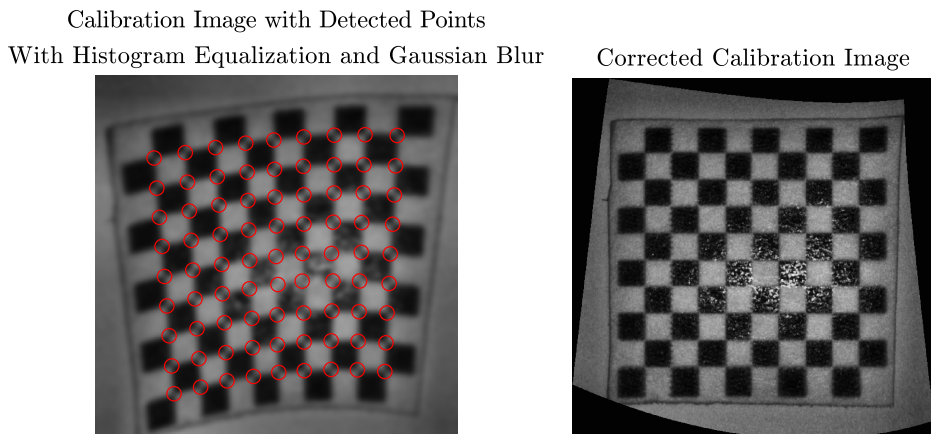 Calibration Image with Detected Points
With Histogram Equalization and Gaussian Blur
Corrected Calibration Image